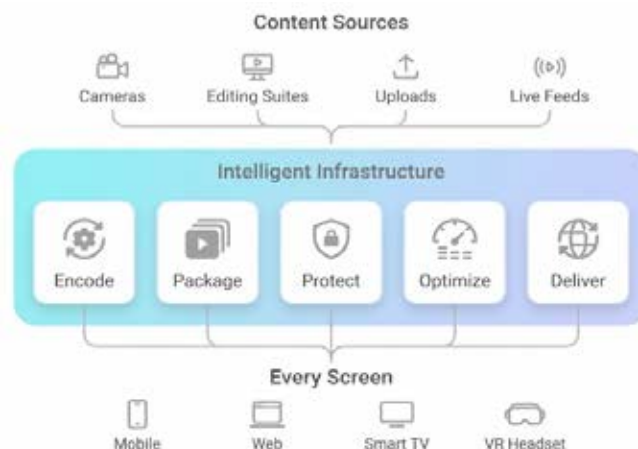 Content Sources
Cameras Editing Suites Uploads Live Feeds
Intelligent Infrastructure
Encode Package Protect Optimize Deliver
Every Screen
Mobile Web Smart TV VR Headset